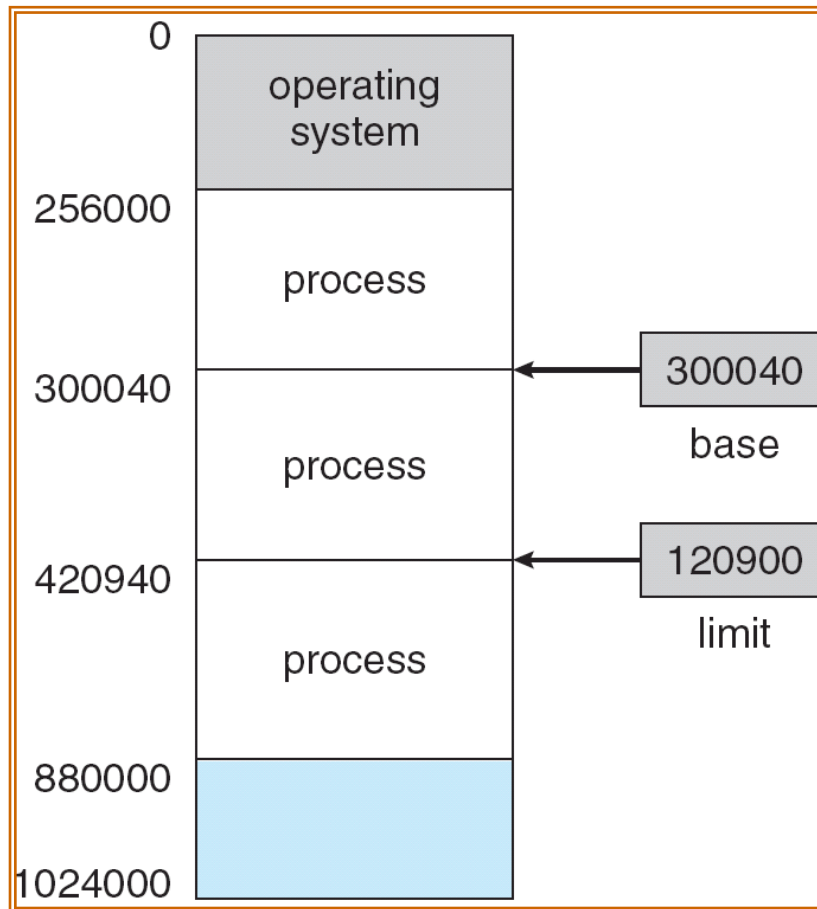 0
operating
system
256000
process
300040
300040
base
process
420940
120900
limit
process
880000
1024000